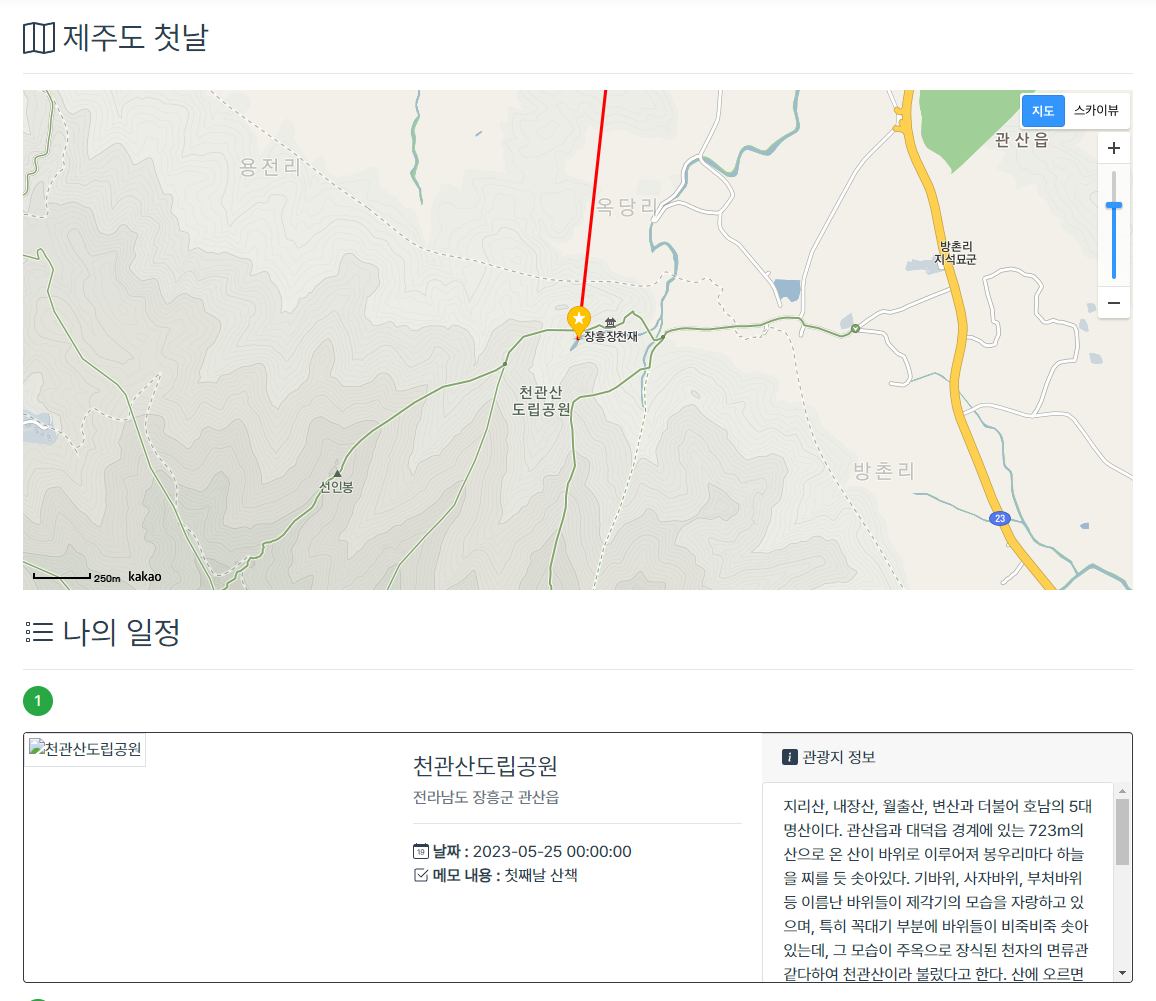 제주도 첫날
지도
스카이뷰
관산읍
용전리
옥당리
방촌리
지석묘군
장흥장천재
천관산
도립공원
방촌리
선인봉
23
250m kakao
나의 일정
1
천관산도립공원
천관산도립공원
전라남도 장흥군 관산읍
19 날짜 : 2023-05-25 00:00:00
메모 내용 : 첫째날 산책
i 관광지 정보
지리산, 내장산, 월출산, 변산과 더불어 호남의 5대
명산이다. 관산읍과 대덕읍 경계에 있는 723m의
산으로 온 산이 바위로 이루어져 봉우리마다 하늘
을 찌를 듯 솟아있다. 기바위, 사자바위, 부처바위
등 이름난 바위들이 제각기의 모습을 자랑하고 있
으며, 특히 꼭대기 부분에 바위들이 비죽비죽 솟아
있는데, 그 모습이 주옥으로 장식된 천자의 면류관
같다하여 천관산이라 불렀다고 한다. 산에 오르면